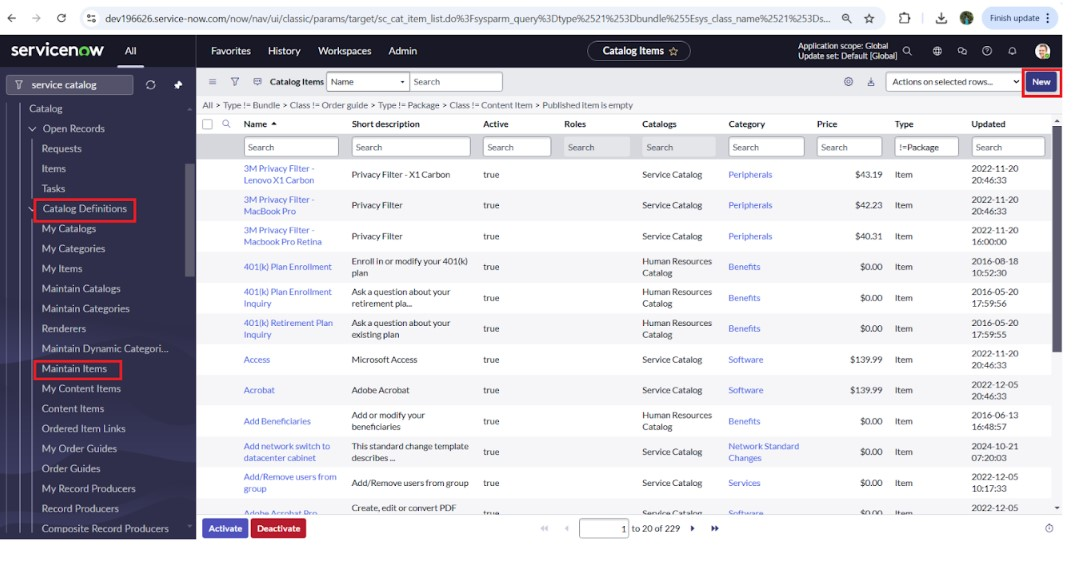 dev196626.service-now.com/now/nav/ui/classic/params/target/sc_cat_item_list.do%3Fsysparm_query%3Dtype%2521%253Dbundle%255Esys_class_name%2521%253Ds...
Finish update
servicenow All Favorites History Workspaces Admin Catalog Items Application scope: Global
Update set: Default [Global]
service catalog
Catalog
Open Records
Requests
Items
Tasks
Catalog Definitions
My Catalogs
My Categories
My Items
Maintain Catalogs
Maintain Categories
Renderers
Maintain Dynamic Categori...
Maintain Items
My Content Items
Content Items
Ordered Item Links
My Order Guides
Order Guides
My Record Producers
Record Producers
Composite Record Producers
Catalog Items Name Search Actions on selected rows... New
All > Type != Bundle > Class != Order guide > Type != Package > Class != Content Item > Published item is empty
Name Short description Active Roles Catalogs Category Price Type Updated
Search Search Search Search Search Search Search !=Package Search
3M Privacy Filter - Lenovo X1 Carbon Privacy Filter - X1 Carbon true Service Catalog Peripherals $43.19 Item 2022-11-20 20:46:33
3M Privacy Filter - MacBook Pro Privacy Filter true Service Catalog Peripherals $42.23 Item 2022-11-20 20:46:33
3M Privacy Filter - Macbook Pro Retina Privacy Filter true Service Catalog Peripherals $40.31 Item 2022-11-20 16:00:00
401(k) Plan Enrollment Enroll in or modify your 401(k) plan true Human Resources Catalog Benefits $0.00 Item 2016-08-18 10:52:30
401(k) Plan Enrollment Inquiry Ask a question about your retirement pla... true Human Resources Catalog Benefits $0.00 Item 2016-05-20 17:59:56
401(k) Retirement Plan Inquiry Ask a question about your existing plan true Human Resources Catalog Benefits $0.00 Item 2016-05-20 17:59:55
Access Microsoft Access true Service Catalog Software $139.99 Item 2022-11-20 20:46:33
Acrobat Adobe Acrobat true Service Catalog Software $139.99 Item 2022-12-05 20:46:33
Add Beneficiaries Add or modify your beneficiaries true Human Resources Catalog Benefits $0.00 Item 2016-06-13 16:48:57
Add network switch to datacenter cabinet This standard change template describes ... true Service Catalog Network Standard Changes $0.00 Item 2024-10-21 07:20:03
Add/Remove users from group Add/Remove users from group true Service Catalog Services $0.00 Item 2022-12-05 10:17:33
Adobe Acrobat Pro Create, edit or convert PDF true Service Catalog Software $0.00 Item 2022-12-05
Activate Deactivate 1 to 20 of 229